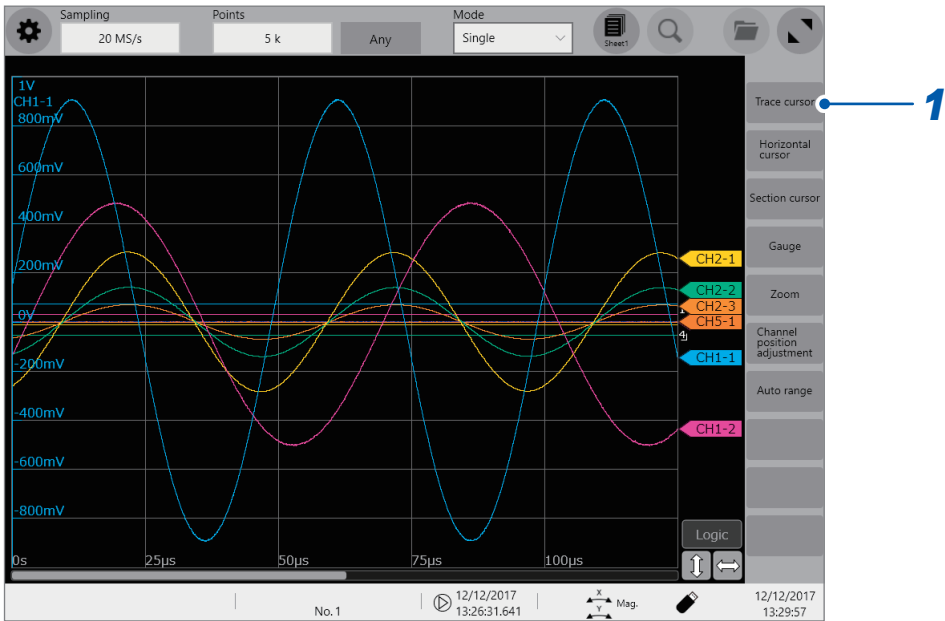 Sampling
Points
Mode
20 MS/s
5 k
Any
Single
Sheet1
1V
CH1-1
800mV
600mV
400mV
200mV
0V
-200mV
-400mV
-600mV
-800mV
0s
25µs
50µs
75µs
100µs
CH2-1
CH2-2
CH2-3
1
CH5-1
4
CH1-1
CH1-2
Logic
Trace cursor
1
Horizontal
cursor
Section cursor
Gauge
Zoom
Channel
position
adjustment
Auto range
No. 1
12/12/2017
13:26:31.641
X
Y
Mag.
12/12/2017
13:29:57